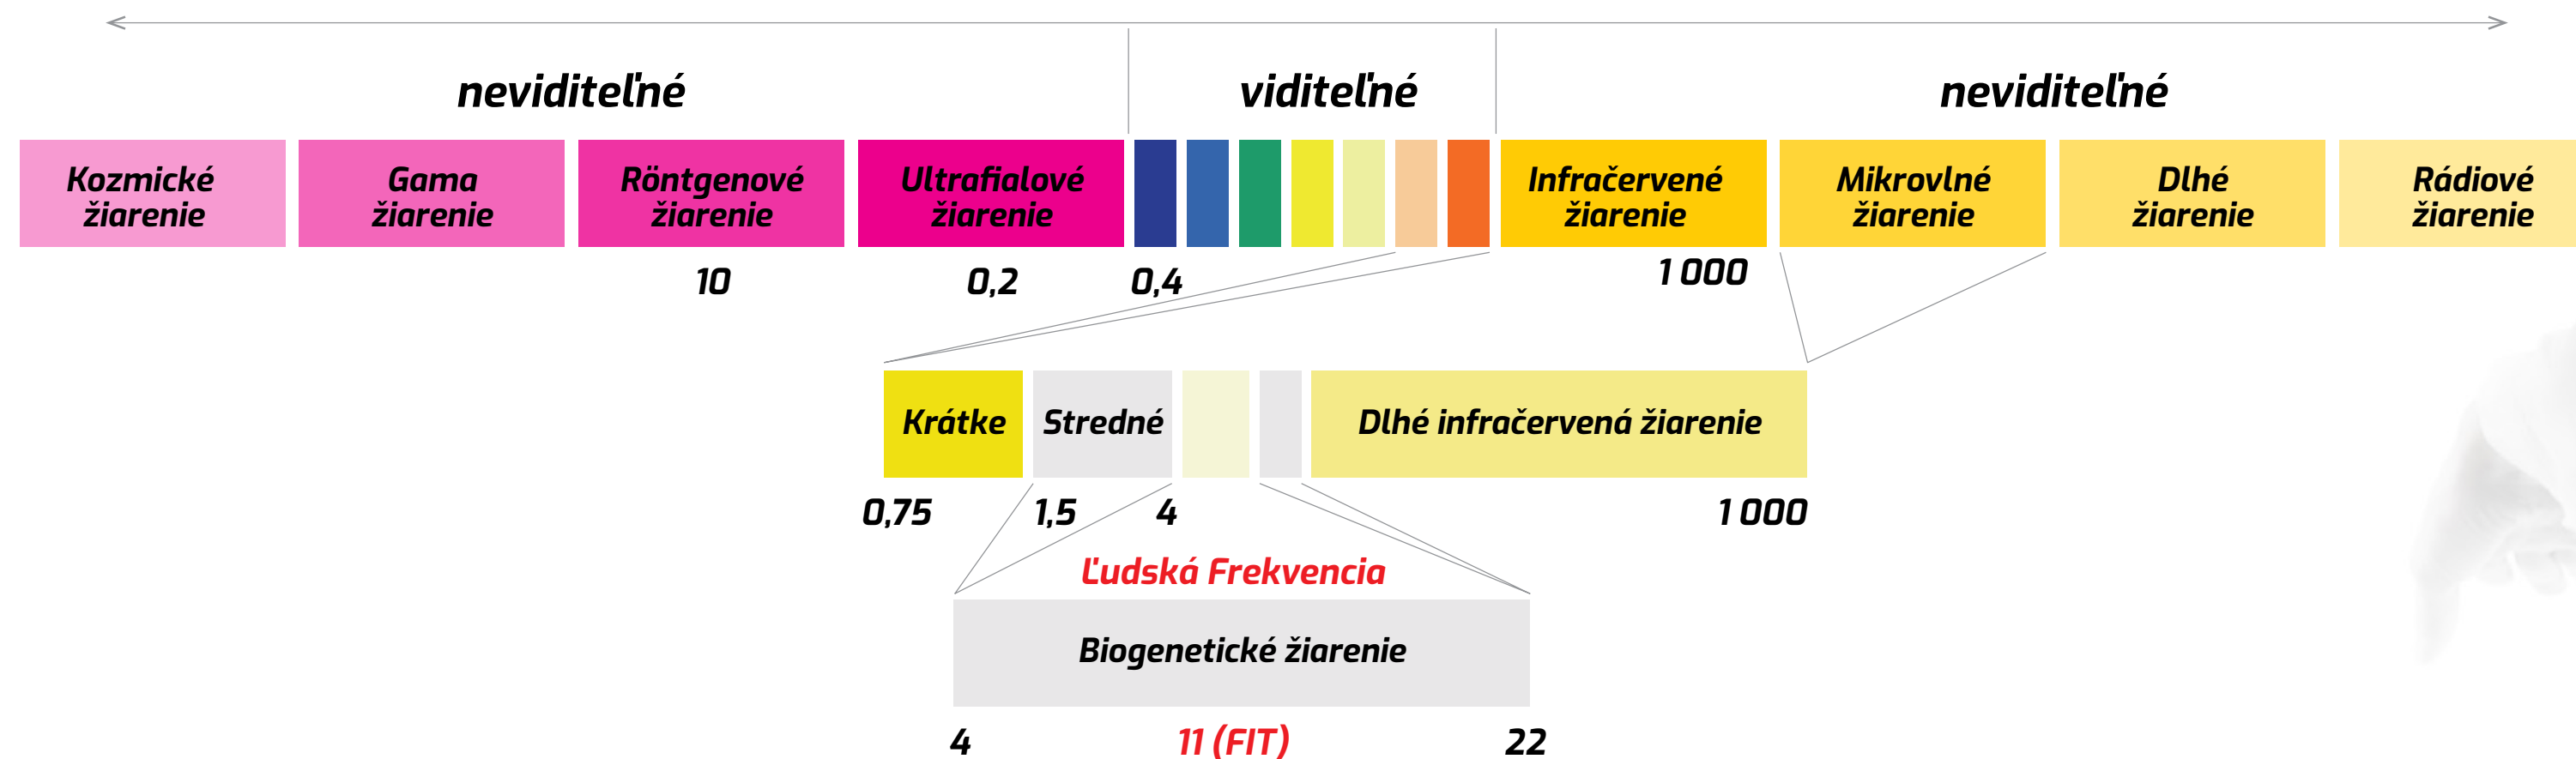 neviditeľné
viditeľné
neviditeľné
Kozmické
žiarenie
Gama
žiarenie
Röntgenové
žiarenie
Ultrafialové
žiarenie
Infračervené
žiarenie
Mikrovlné
žiarenie
Dlhé
žiarenie
Rádiové
žiarenie
10
0,2
0,4
1 000
Krátke
Stredné
Dlhé infračervená žiarenie
0,75
1,5
4
1 000
Ľudská Frekvencia
Biogenetické žiarenie
4
11 (FIT)
22